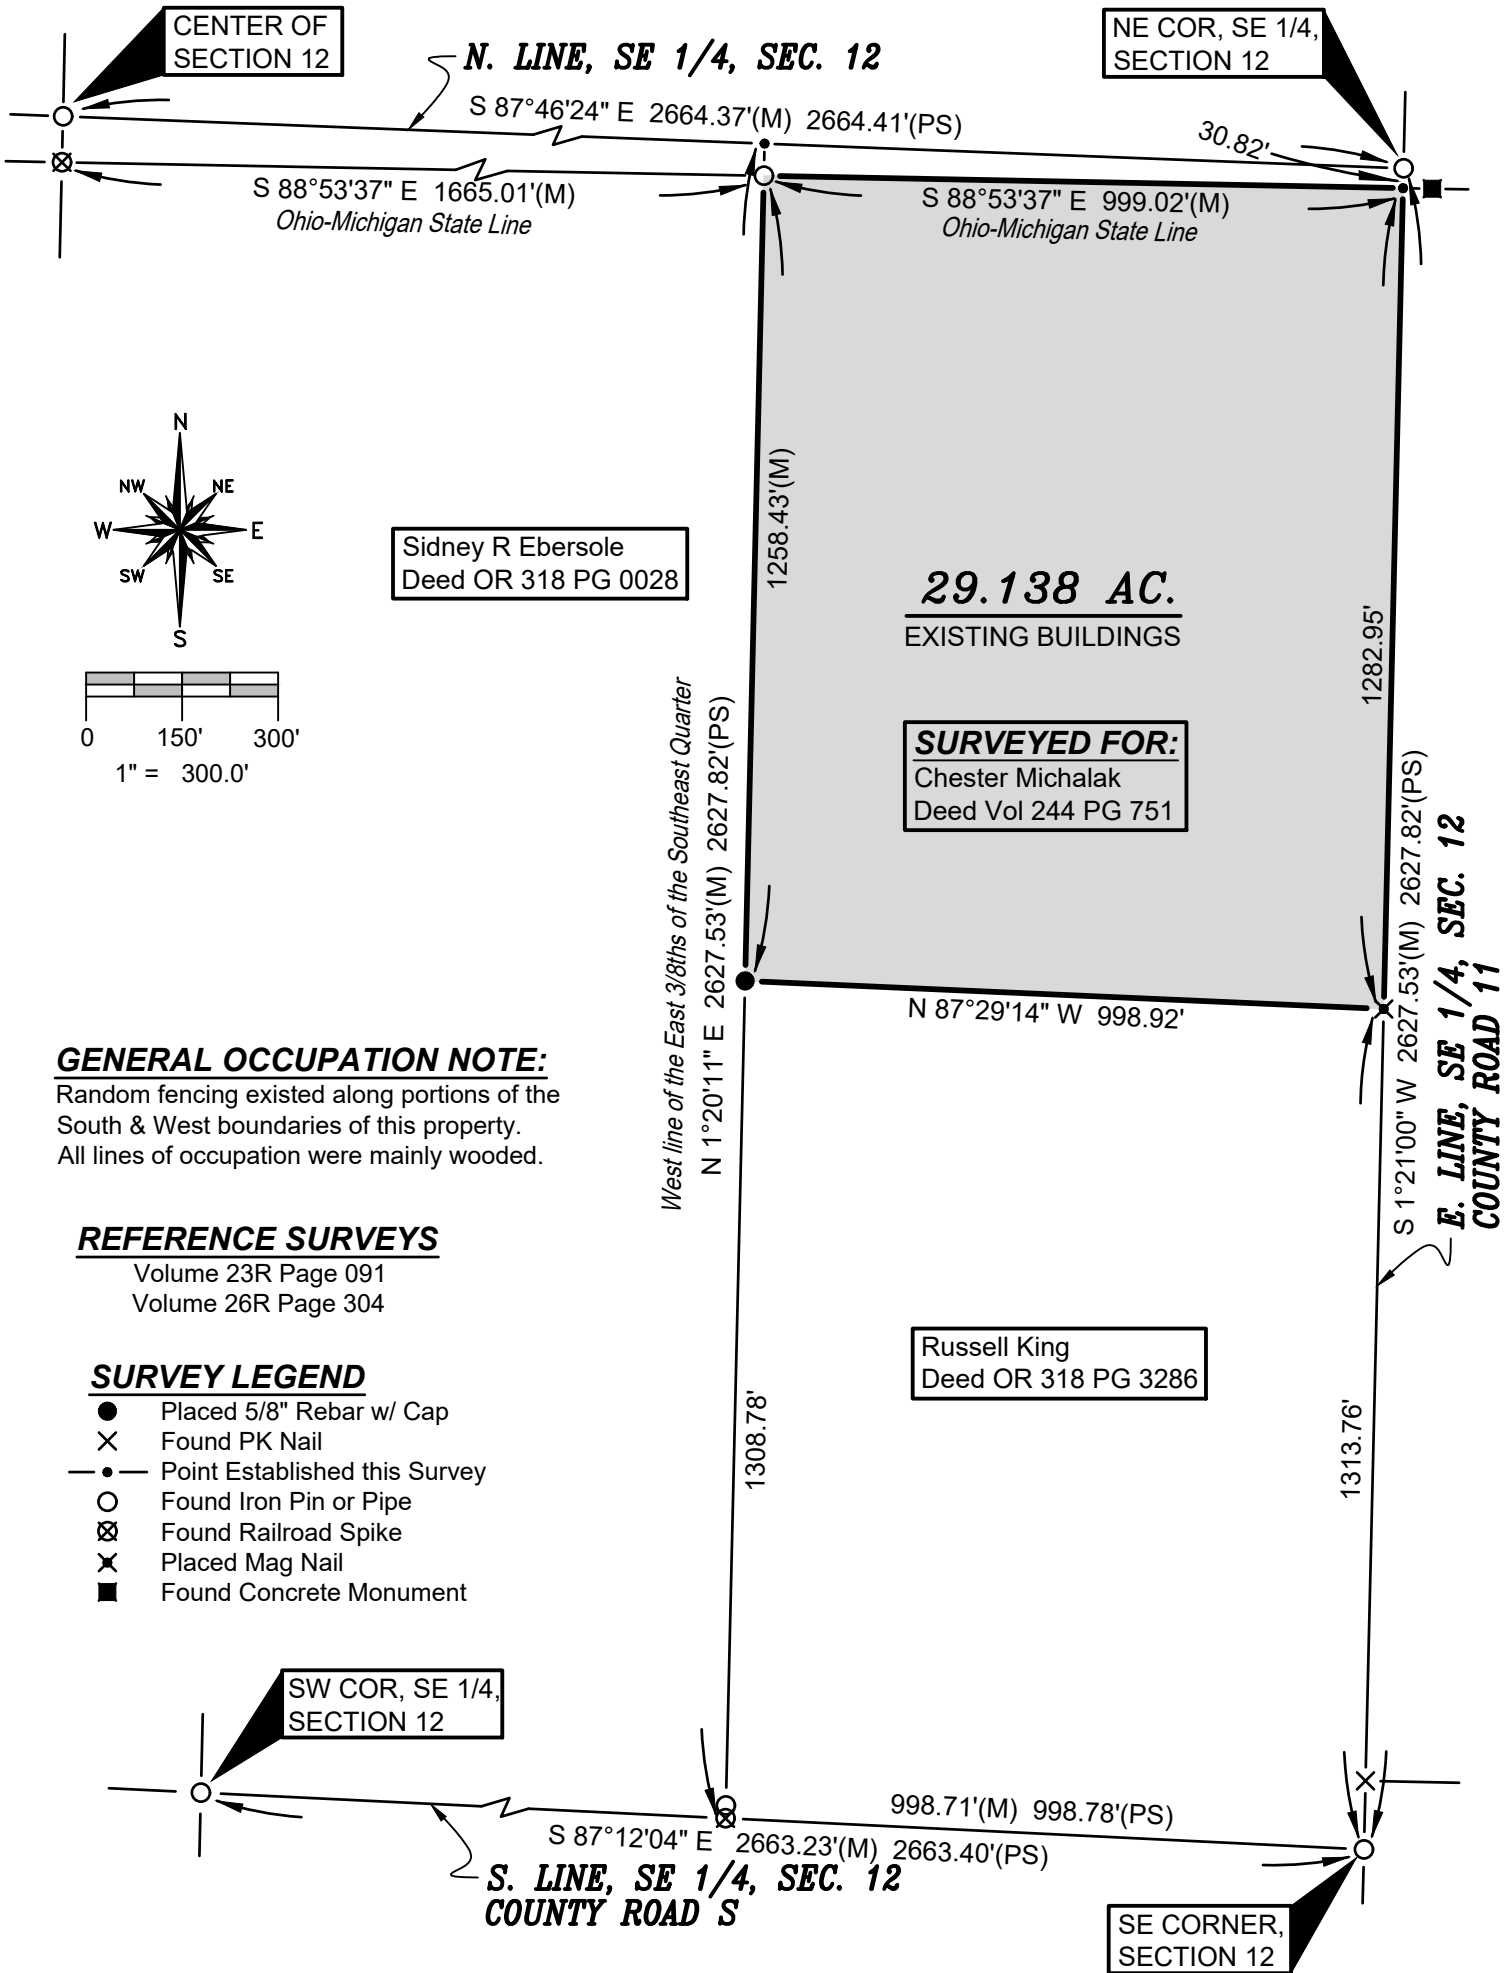 CENTER OF
SECTION 12
N. LINE, SE 1/4, SEC. 12
NE COR, SE 1/4,
SECTION 12
S 87°46'24" E 2664.37'(M) 2664.41'(PS)
30.82'
S 88°53'37" E 1665.01'(M)
Ohio-Michigan State Line
S 88°53'37" E 999.02'(M)
Ohio-Michigan State Line
N
NW
NE
W
E
SW
SE
S
0 150' 300'
1" = 300.0'
Sidney R Ebersole
Deed OR 318 PG 0028
1258.43'(M)
29.138 AC.
EXISTING BUILDINGS
SURVEYED FOR:
Chester Michalak
Deed Vol 244 PG 751
1282.95'
West line of the East 3/8ths of the Southeast Quarter
N 1°20'11" E 2627.53'(M) 2627.82'(PS)
S 1°21'00" W 2627.53'(M) 2627.82'(PS)
E. LINE, SE 1/4, SEC. 12
COUNTY ROAD 11
N 87°29'14" W 998.92'
GENERAL OCCUPATION NOTE:
Random fencing existed along portions of the
South & West boundaries of this property.
All lines of occupation were mainly wooded.
REFERENCE SURVEYS
Volume 23R Page 091
Volume 26R Page 304
SURVEY LEGEND
Placed 5/8" Rebar w/ Cap
Found PK Nail
Point Established this Survey
Found Iron Pin or Pipe
Found Railroad Spike
Placed Mag Nail
Found Concrete Monument
Russell King
Deed OR 318 PG 3286
1308.78'
1313.76'
SW COR, SE 1/4,
SECTION 12
998.71'(M) 998.78'(PS)
S 87°12'04" E 2663.23'(M) 2663.40'(PS)
S. LINE, SE 1/4, SEC. 12
COUNTY ROAD S
SE CORNER,
SECTION 12